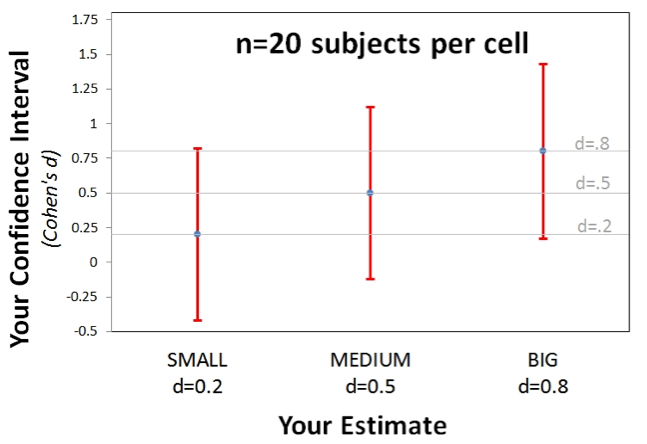 n=20 subjects per cell
Your Confidence Interval
(Cohen's d)
1.75
1.5
1.25
1
0.75
0.5
0.25
0
-0.25
-0.5
d=.8
d=.5
d=.2
SMALL
d=0.2
MEDIUM
d=0.5
BIG
d=0.8
Your Estimate